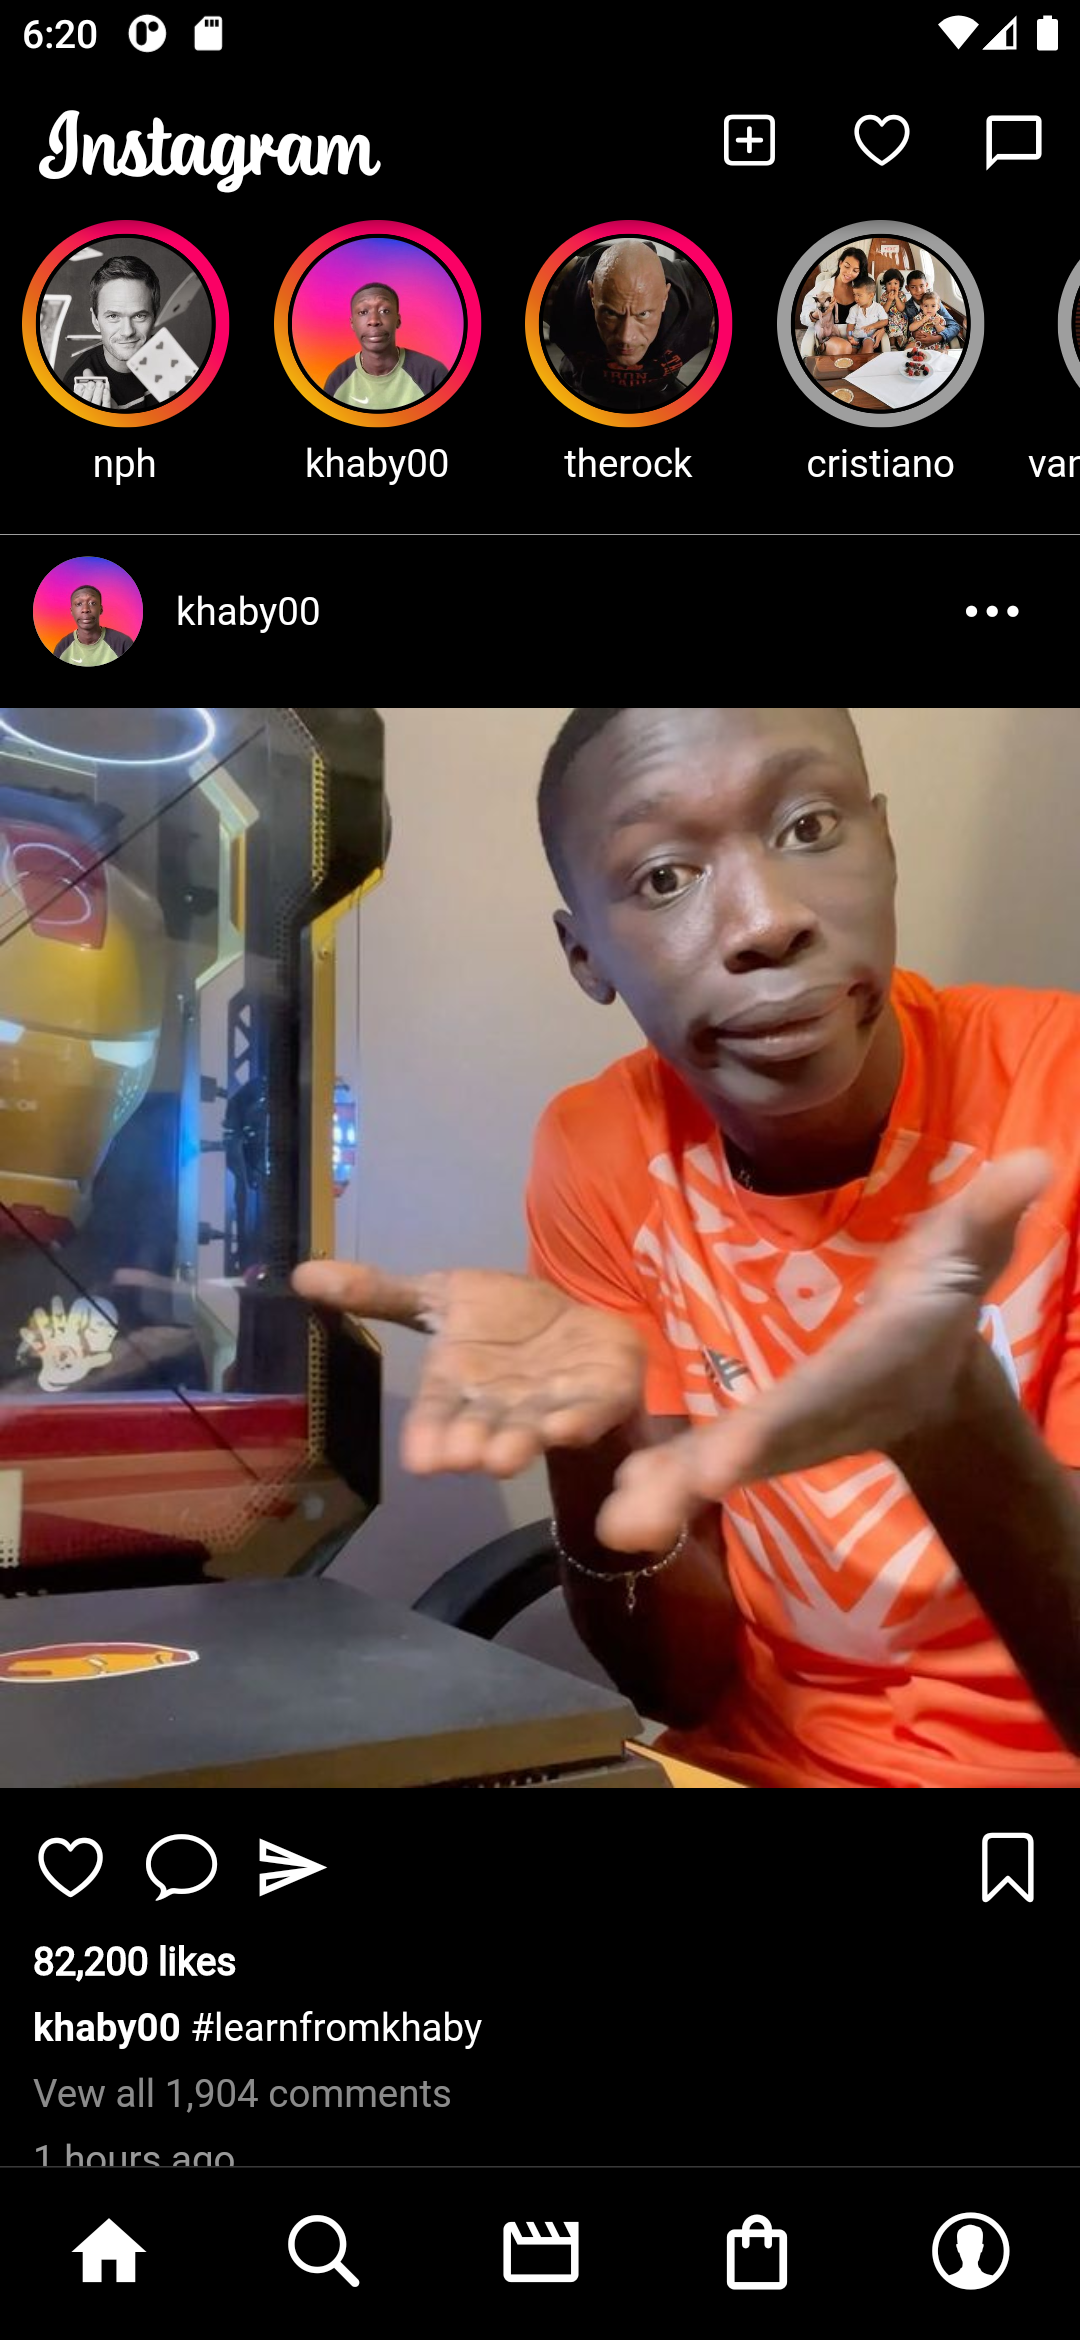 6:20
Instagram
nph
khaby00
therock
cristiano
var
khaby00
82,200 likes
khaby00 #learnfromkhaby
Vew all 1,904 comments
1 hours ago